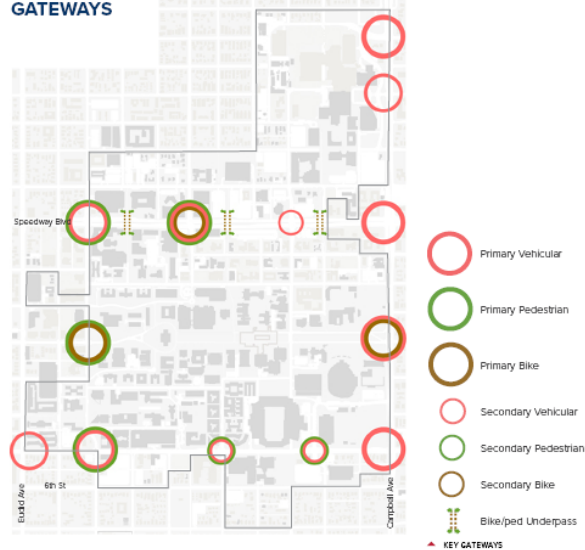 GATEWAYS
Speedway Blvd
Primary Vehicular
Primary Pedestrian
Primary Bike
Secondary Vehicular
Secondary Pedestrian
Secondary Bike
Bike/ped Underpass
KEY GATEWAYS
6th St
Euclid Ave
Campbell Ave